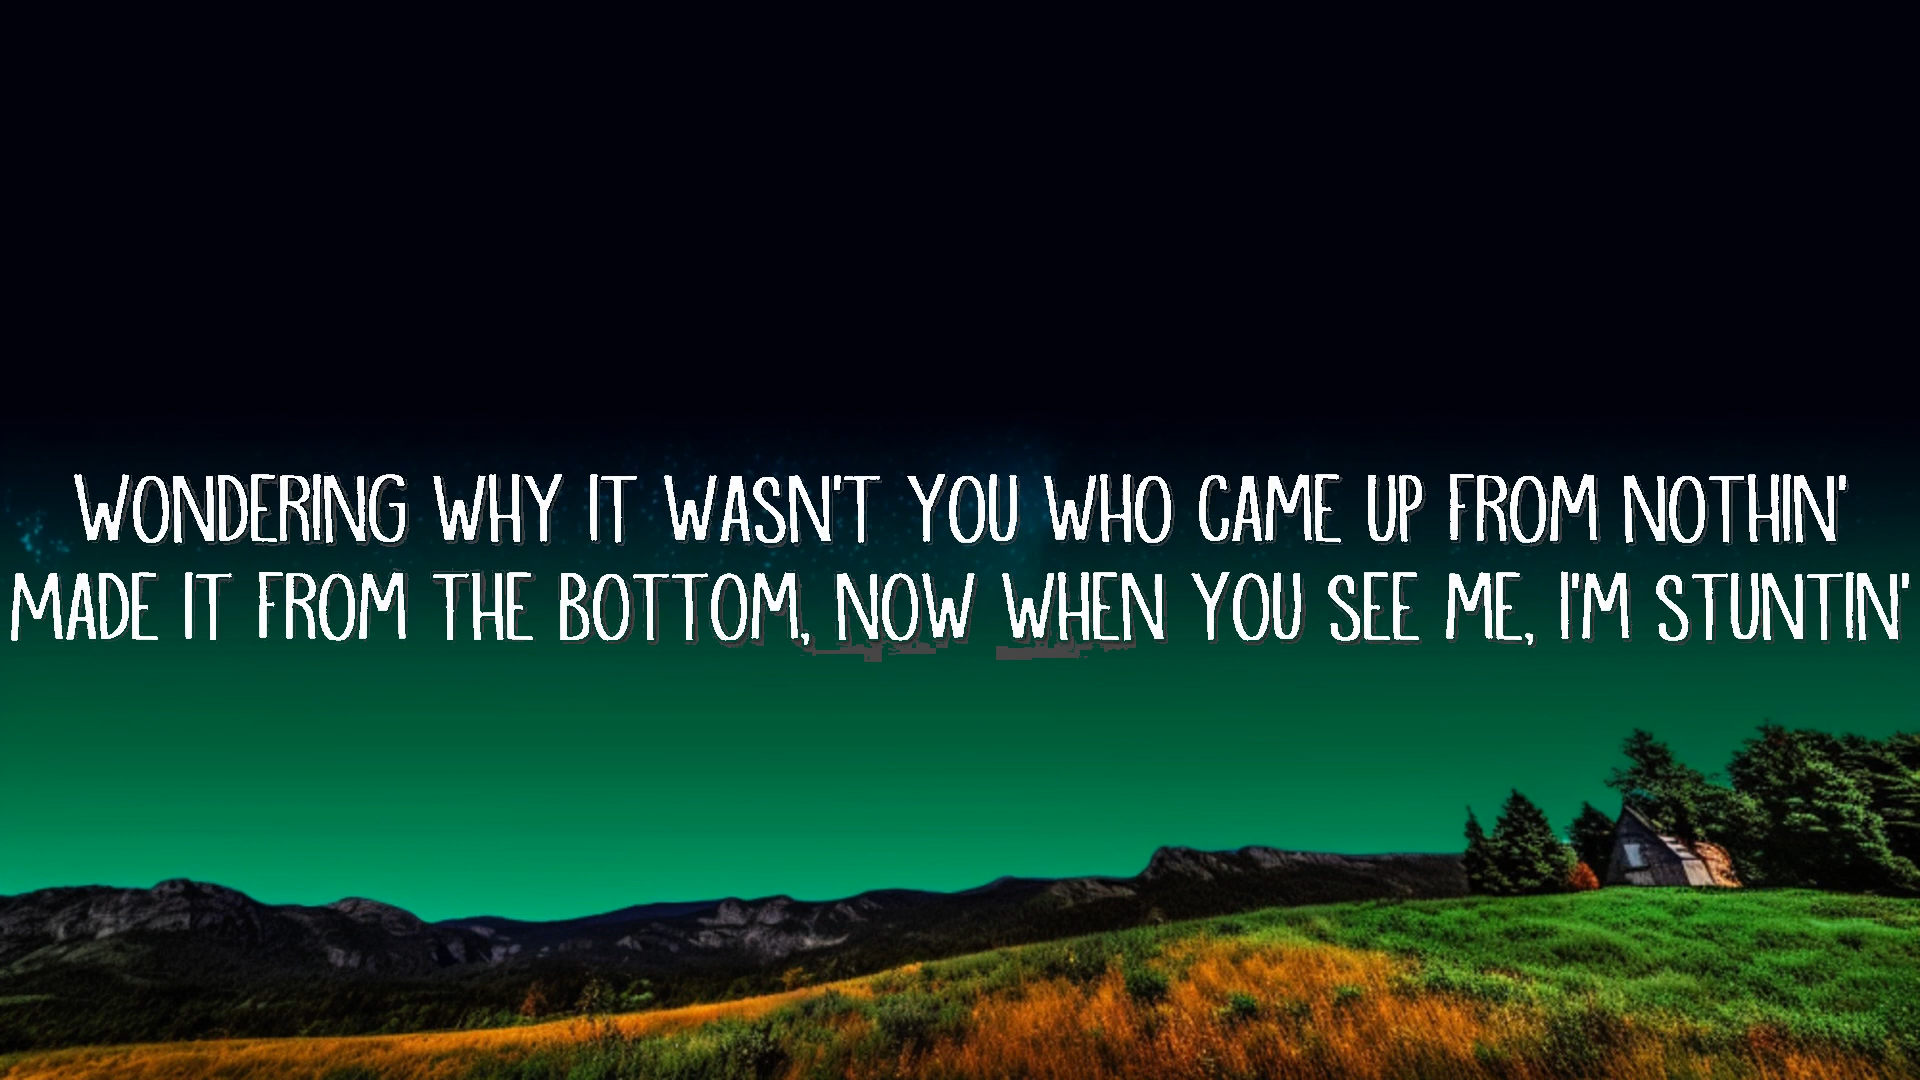 WONDERING WHY IT WASN'T YOU WHO CAME UP FROM NOTHIN'
MADE IT FROM THE BOTTOM, NOW WHEN YOU SEE ME, I'M STUNTIN'